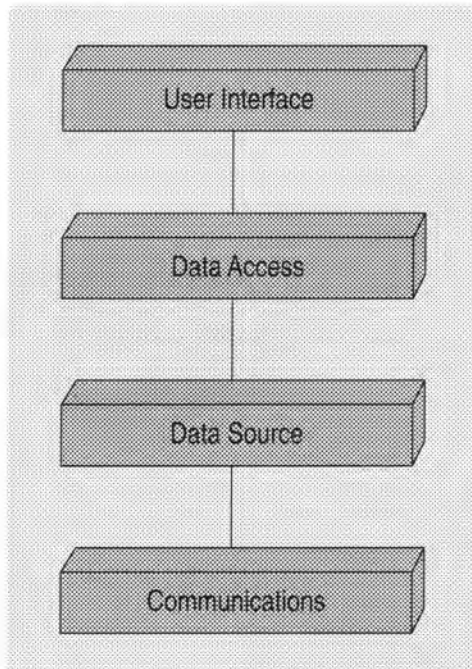 User Interface
Data Access
Data Source
Communications